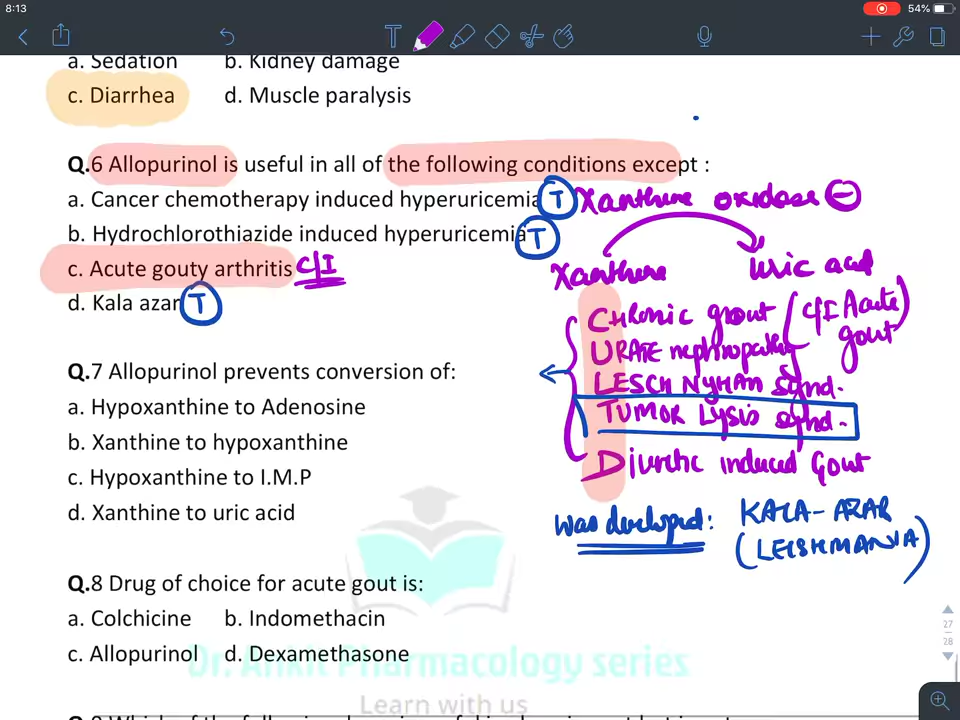 8:13
54%
T
a. Sedation b. Kidney damage
c. Diarrhea d. Muscle paralysis
Q.6 Allopurinol is useful in all of the following conditions except :
a. Cancer chemotherapy induced hyperuricemia T
Xanthine oxidase
b. Hydrochlorothiazide induced hyperuricemia T
c. Acute gouty arthritis C/I
Xanthine Uric acid
d. Kala azar T
CHRONIC gout (C/I Acute gout)
URATE nephropathy
LESCH NYHAN synd.
TUMOR LYSIS synd.
DIURETIC induced Gout
was developed: KALA-AZAR
(LEISHMANIA)
Q.7 Allopurinol prevents conversion of:
a. Hypoxanthine to Adenosine
b. Xanthine to hypoxanthine
c. Hypoxanthine to I.M.P
d. Xanthine to uric acid
Q.8 Drug of choice for acute gout is:
a. Colchicine b. Indomethacin
c. Allopurinol d. Dexamethasone
Dr. Ankit Pharmacology series
Learn with us
27
28